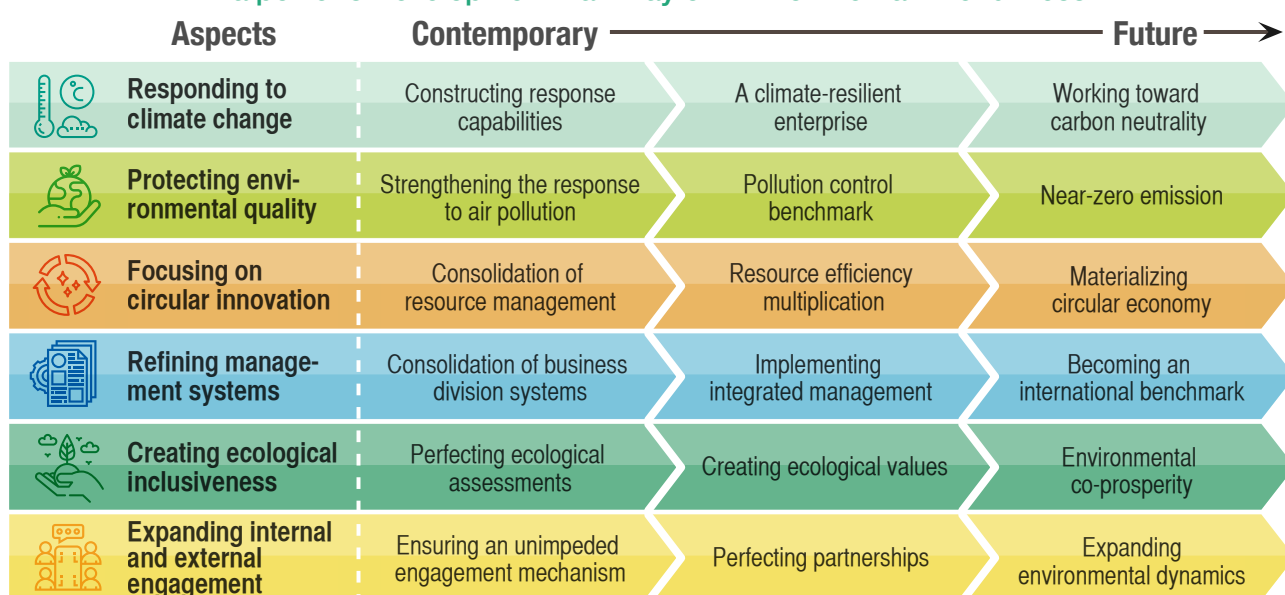 Aspects Contemporary Future
Responding to
climate change
Constructing response
capabilities
A climate-resilient
enterprise
Working toward
carbon neutrality
Protecting envi-
ronmental quality
Strengthening the response
to air pollution
Pollution control
benchmark
Near-zero emission
Focusing on
circular innovation
Consolidation of
resource management
Resource efficiency
multiplication
Materializing
circular economy
Refining manage-
ment systems
Consolidation of business
division systems
Implementing
integrated management
Becoming an
international benchmark
Creating ecological
inclusiveness
Perfecting ecological
assessments
Creating ecological values
Environmental
co-prosperity
Expanding internal
and external
engagement
Ensuring an unimpeded
engagement mechanism
Perfecting partnerships
Expanding
environmental dynamics